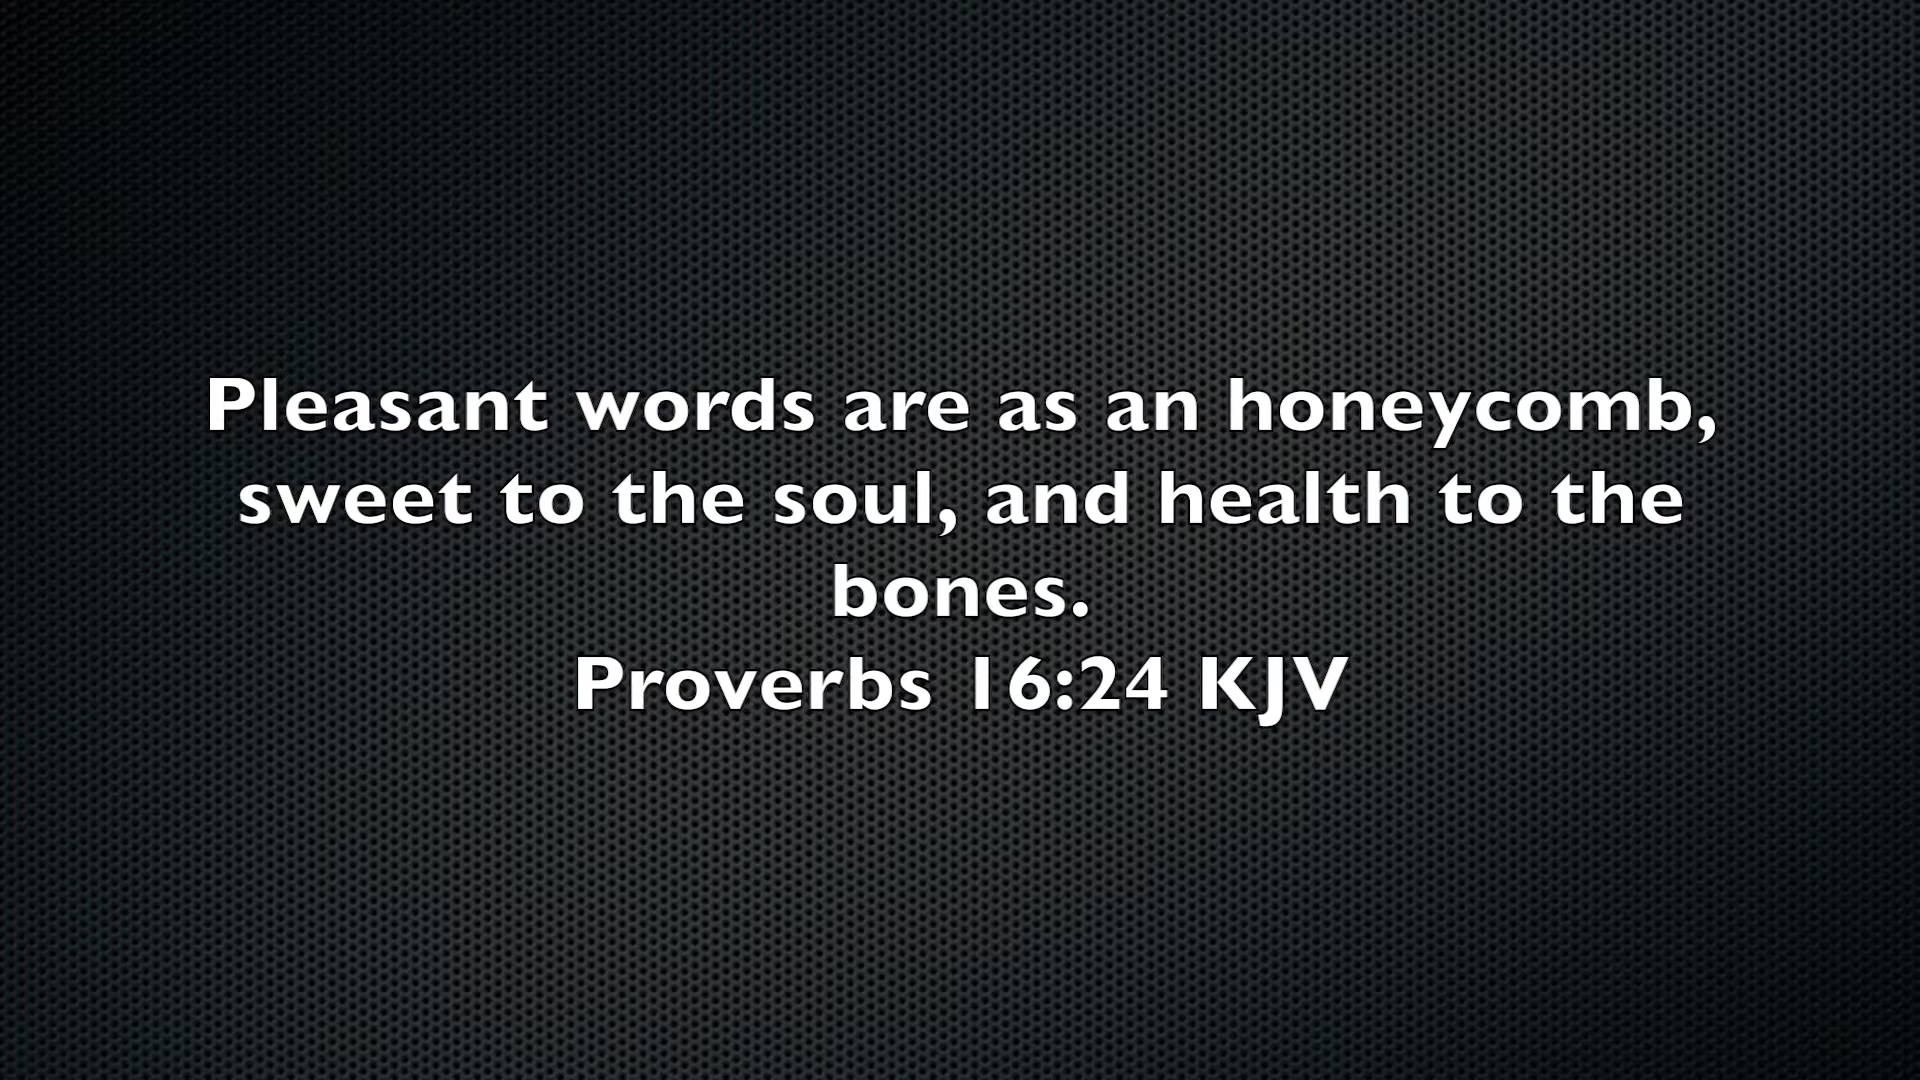 Pleasant words are as an honeycomb,
sweet to the soul, and health to the
bones.
Proverbs 16:24 KJV